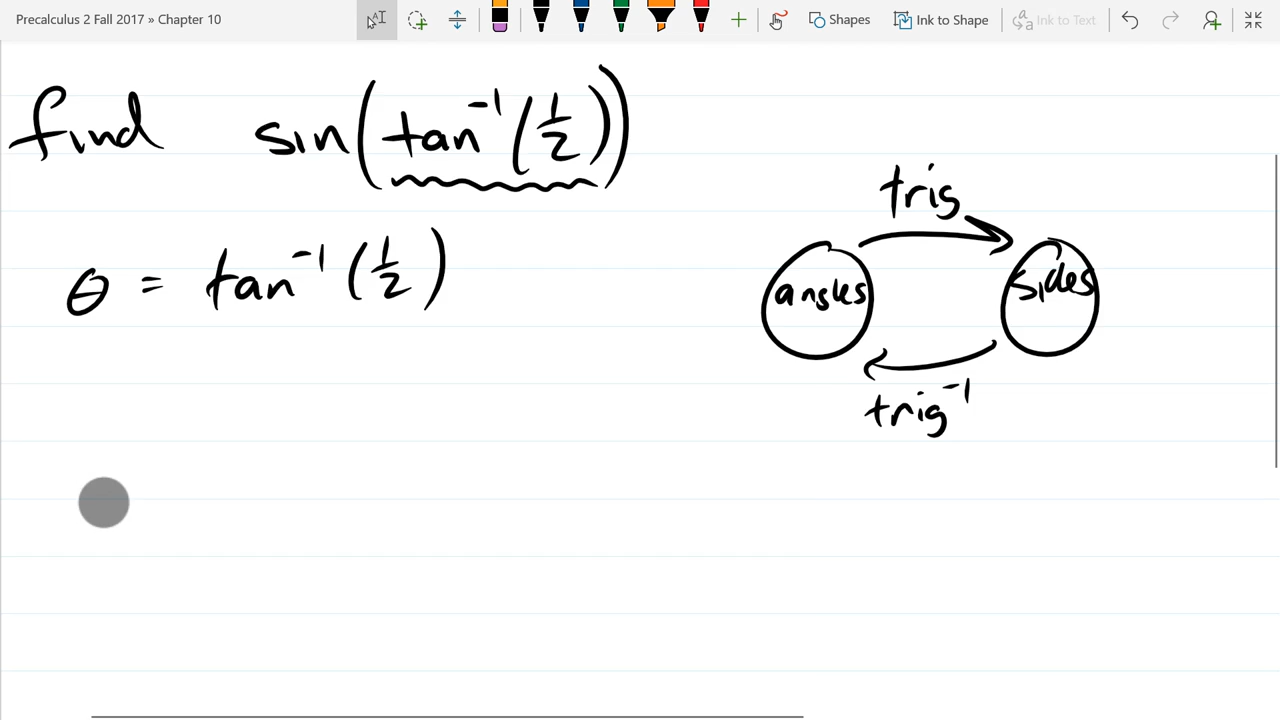 Precalculus 2 Fall 2017 » Chapter 10
Shapes
Ink to Shape
Ink to Text
find sin(tan⁻¹(1/2))
θ = tan⁻¹(1/2)
trig
angles
sides
trig⁻¹